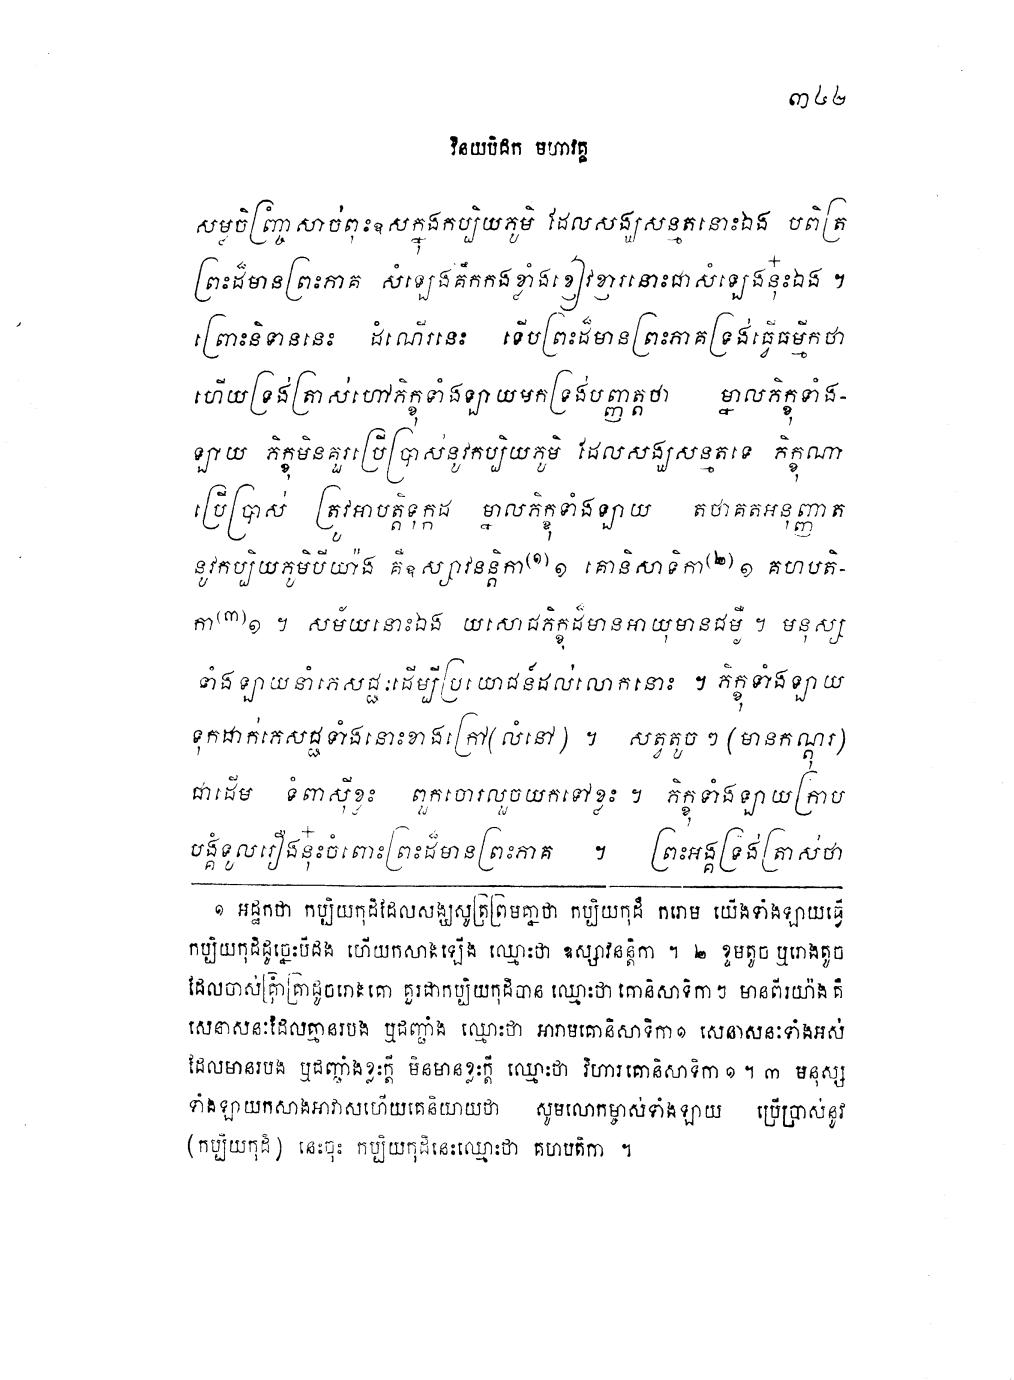 ៣៤២
វិនយបិដក មហាវគ្គ
សម្លចិញ្ច្រាំសាច់ពុះឧសក្នុងកប្បិយភូមិ ដែលសង្ឃសន្មតនោះឯង បពិត្រ
ព្រះដ៏មានព្រះភាគ សំឡេងគឹកកងខ្លាំងខ្ញៀវខ្ញារនោះជាសំឡេងនុ៎ះឯង ។
ព្រោះនិទាននេះ ដំណើរនេះ ទើបព្រះដ៏មានព្រះភាគទ្រង់ធ្វើធម្មីកថា
ហើយទ្រង់ត្រាស់ហៅភិក្ខុទាំងឡាយមកទ្រង់បញ្ញាត្តថា ម្នាលភិក្ខុទាំង-
ឡាយ ភិក្ខុមិនគួរប្រើប្រាស់នូវកប្បិយភូមិ ដែលសង្ឃសន្មតទេ ភិក្ខុណា
ប្រើប្រាស់ ត្រូវអាបត្តិទុក្កដ ម្នាលភិក្ខុទាំងឡាយ តថាគតអនុញ្ញាត
នូវកប្បិយភូមិបីយ៉ាង គឺឧស្សាវនន្តិកា(១)១ គោនិសាទិកា(២)១ គហបតិ-
កា(៣)១ ។ សម័យនោះឯង យសោជភិក្ខុដ៏មានអាយុមានជម្ងឺ ។ មនុស្ស
ទាំងឡាយនាំភេសជ្ជៈដើម្បីប្រយោជន៍ដល់លោកនោះ ។ ភិក្ខុទាំងឡាយ
ទុកដាក់ភេសជ្ជទាំងនោះខាងក្រៅ(លំនៅ) ។ សត្វតូច ៗ (មានកណ្តុរ)
ជាដើម ទំពាស៊ីខ្លះ ពួកចោរលួចយកទៅខ្លះ ។ ភិក្ខុទាំងឡាយក្រាប
បង្គំទូលរឿងនុ៎ះចំពោះព្រះដ៏មានព្រះភាគ ។ ព្រះអង្គទ្រង់ត្រាស់ថា
១ អដ្ឋកថា កប្បិយកុដិដែលសង្ឃសូត្រព្រមគ្នាថា កប្បិយកុដឹ ករោម យើងទាំងឡាយធ្វើ
កប្បិយកុដិដូច្នេះបីដង ហើយកសាងឡើង ឈ្មោះថា ឧស្សាវនន្តិកា ។ ២ ខ្ទមតូច ឬរោងតូច
ដែលចាស់គ្រាំគ្រាដូចរោងគោ គួរជាកប្បិយកុដិបាន ឈ្មោះថា គោនិសាទិកាៗ មានពីរយ៉ាង គឺ
សេនាសនៈដែលគ្មានរបង ឬជញ្ជាំង ឈ្មោះថា អារាមគោនិសាទិកា១ សេនាសនៈទាំងអស់
ដែលមានរបង ឬជញ្ជាំងខ្លះក្តី មិនមានខ្លះក្តី ឈ្មោះថា វិហារគោនិសាទិកា ១ ។ ៣ មនុស្ស
ទាំងឡាយកសាងអាវាសហើយគេនិយាយថា សូមលោកម្ចាស់ទាំងឡាយ ប្រើប្រាស់នូវ
(កប្បិយកុដិ) នេះចុះ កប្បិយកុដិនេះឈ្មោះថា គហបតិកា ។